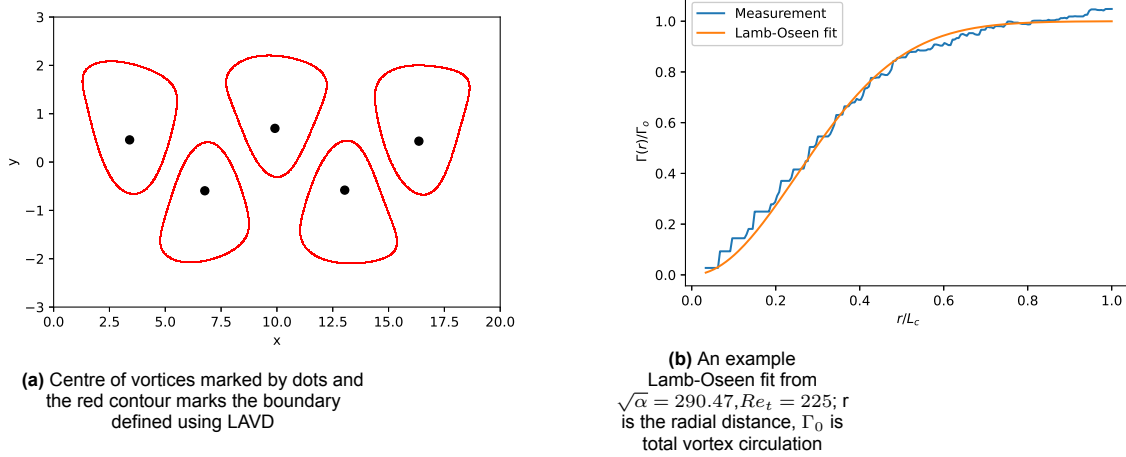 3
2
1
0
−1
−2
−3
y
0.0 2.5 5.0 7.5 10.0 12.5 15.0 17.5 20.0
x
(a) Centre of vortices marked by dots and
the red contour marks the boundary
defined using LAVD
Measurement
Lamb-Oseen fit
1.0
0.8
0.6
0.4
0.2
0.0
Γ(r)/Γₒ
0.0 0.2 0.4 0.6 0.8 1.0
r/L_c
(b) An example
Lamb-Oseen fit from
√α = 290.47, Re_t = 225; r
is the radial distance, Γ₀ is
total vortex circulation